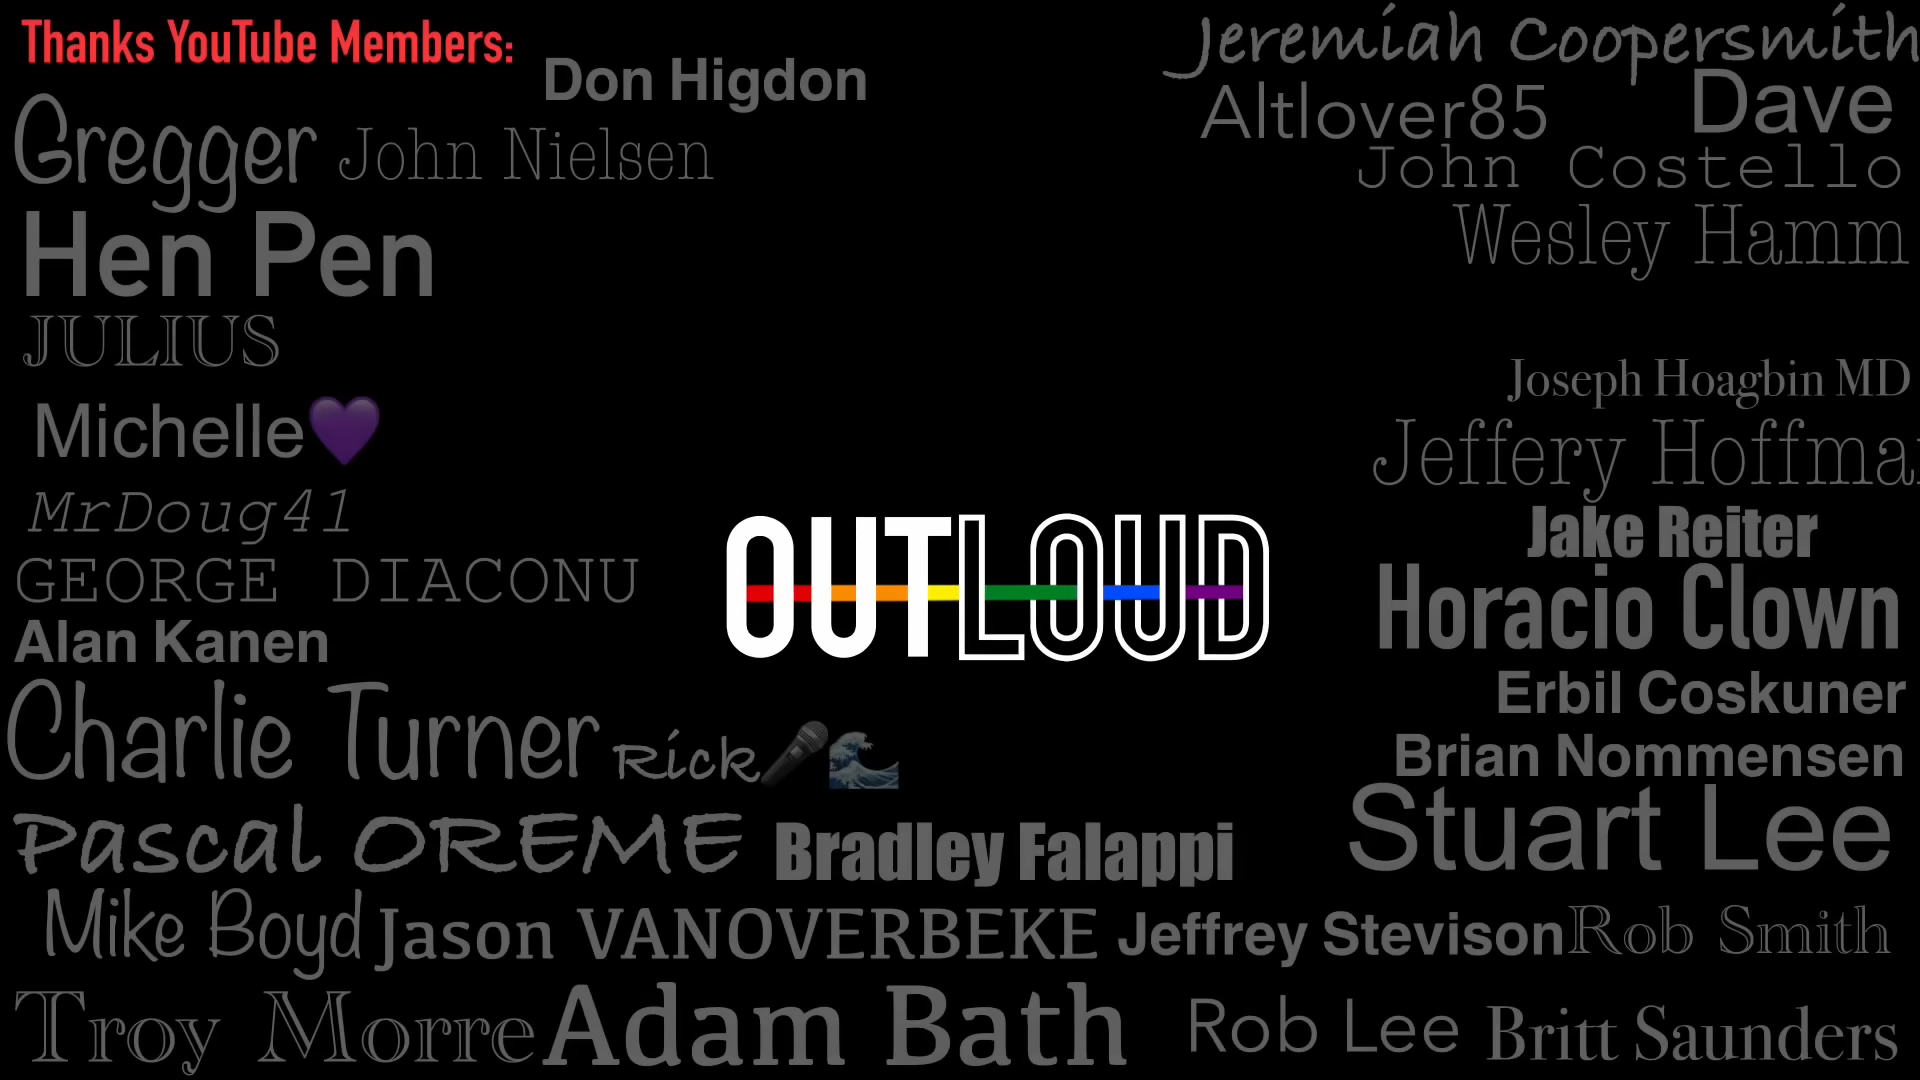 Thanks YouTube Members:
Don Higdon
Jeremiah Coopersmith
Altlover85
Dave
Gregger
John Nielsen
John Costello
Hen Pen
Wesley Hamm
JULIUS
Joseph Hoagbin MD
Michelle💜
Jeffery Hoffma
MrDoug41
Jake Reiter
OUTLOUD
GEORGE DIACONU
Horacio Clown
Alan Kanen
Erbil Coskuner
Charlie Turner
Rick🎤🌊
Brian Nommensen
Pascal OREME
Bradley Falappi
Stuart Lee
Mike Boyd
Jason VANOVERBEKE
Jeffrey Stevison
Rob Smith
Troy Morre
Adam Bath
Rob Lee
Britt Saunders